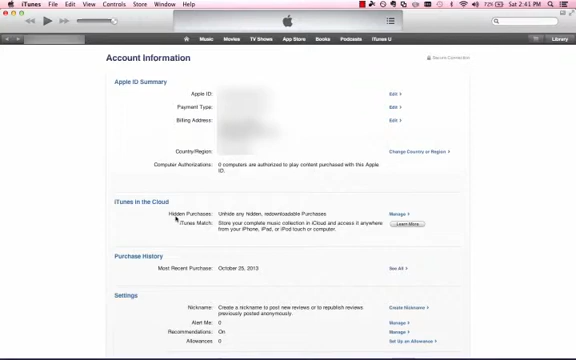 iTunes File Edit View Controls Store Window Help Sat 2:41 PM
Music Movies TV Shows App Store Books Podcasts iTunes U Library
Account Information
Secure Connection
Apple ID Summary
Apple ID: Edit >
Payment Type: Edit >
Billing Address: Edit >
Country/Region: Change Country or Region >
Computer Authorizations: 0 computers are authorized to play content purchased with this Apple
ID.
iTunes in the Cloud
Hidden Purchases: Unhide any hidden, redownloadable Purchases Manage >
iTunes Match: Store your complete music collection in iCloud and access it anywhere Learn More
from your iPhone, iPad, or iPod touch or computer.
Purchase History
Most Recent Purchase: October 25, 2013 See All >
Settings
Nickname: Create a nickname to post new reviews or to republish reviews Create Nickname >
previously posted anonymously.
Alert Me: 0 Manage >
Recommendations: On Manage >
Allowances 0 Set Up an Allowance >